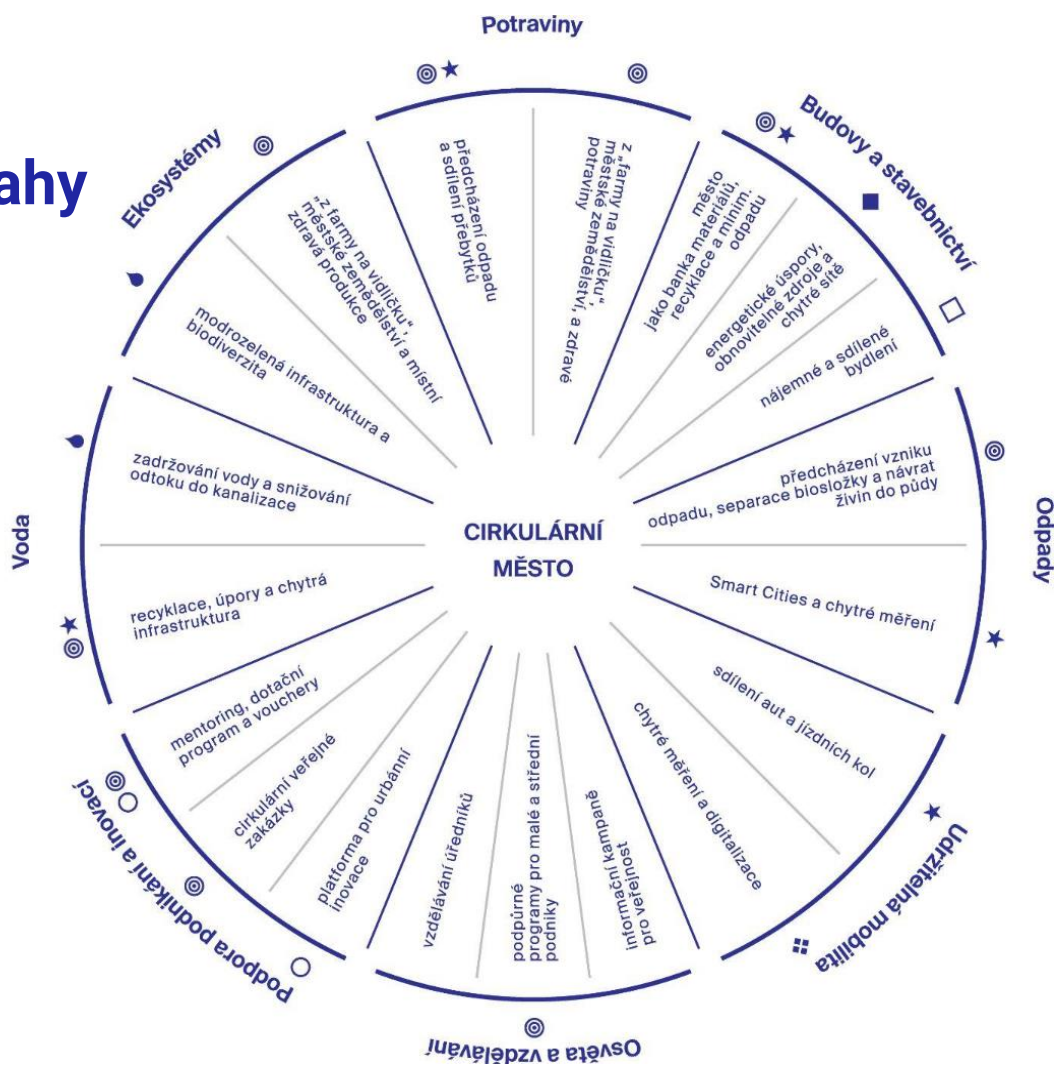 ahy
Potraviny
předcházení odpadu
a sdílení přebytků
z „farmy na vidličku“,
městské zemědělství, a zdravé
potraviny
Budovy a stavebnictví
město
jako banka materiálů,
recyklace a minim.
odpadu
energetické úspory,
obnovitelné zdroje a
chytré sítě
nájemné a sdílené
bydlení
Odpady
předcházení vzniku
odpadu, separace biosložky a návrat
živin do půdy
Smart Cities a chytré měření
Udržitelná mobilita
sdílení aut a jízdních kol
chytré měření a digitalizace
Osvěta a vzdělávání
informační kampaně
pro veřejnost
podpůrné
programy pro malé a střední
podniky
vzdělávání úředníků
Podpora podnikání a inovací
platforma pro urbánní
inovace
cirkulární veřejné
zakázky
mentoring, dotační
program a vouchery
Voda
recyklace, úpory a chytrá
infrastruktura
zadržování vody a snižování
odtoku do kanalizace
Ekosystémy
modrozelená infrastruktura a
biodiverzita
„z farmy na vidličku“,
městské zemědělství a místní
zdravá produkce
CIRKULÁRNÍ
MĚSTO